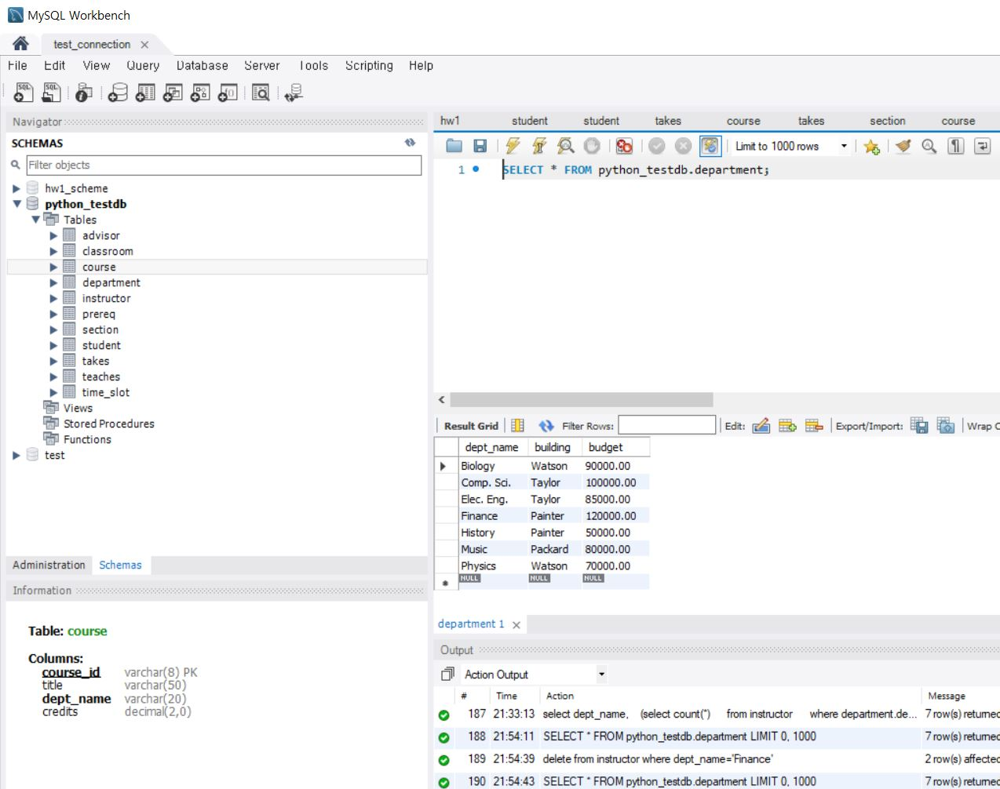 MySQL Workbench
test_connection
File Edit View Query Database Server Tools Scripting Help
Navigator
SCHEMAS
Filter objects
hw1_scheme
python_testdb
Tables
advisor
classroom
course
department
instructor
prereq
section
student
takes
teaches
time_slot
Views
Stored Procedures
Functions
test
Administration Schemas
Information
Table: course
Columns:
course_id varchar(8) PK
title varchar(50)
dept_name varchar(20)
credits decimal(2,0)
hw1 student student takes course takes section course
Limit to 1000 rows
1 SELECT * FROM python_testdb.department;
Result Grid Filter Rows: Edit: Export/Import: Wrap C
dept_name building budget
Biology Watson 90000.00
Comp. Sci. Taylor 100000.00
Elec. Eng. Taylor 85000.00
Finance Painter 120000.00
History Painter 50000.00
Music Packard 80000.00
Physics Watson 70000.00
NULL NULL NULL
department 1
Output
Action Output
# Time Action Message
187 21:33:13 select dept_name, (select count(*) from instructor where department.de... 7 row(s) returned
188 21:54:11 SELECT * FROM python_testdb.department LIMIT 0, 1000 7 row(s) returned
189 21:54:39 delete from instructor where dept_name='Finance' 2 row(s) affected
190 21:54:43 SELECT * FROM python_testdb.department LIMIT 0, 1000 7 row(s) returned